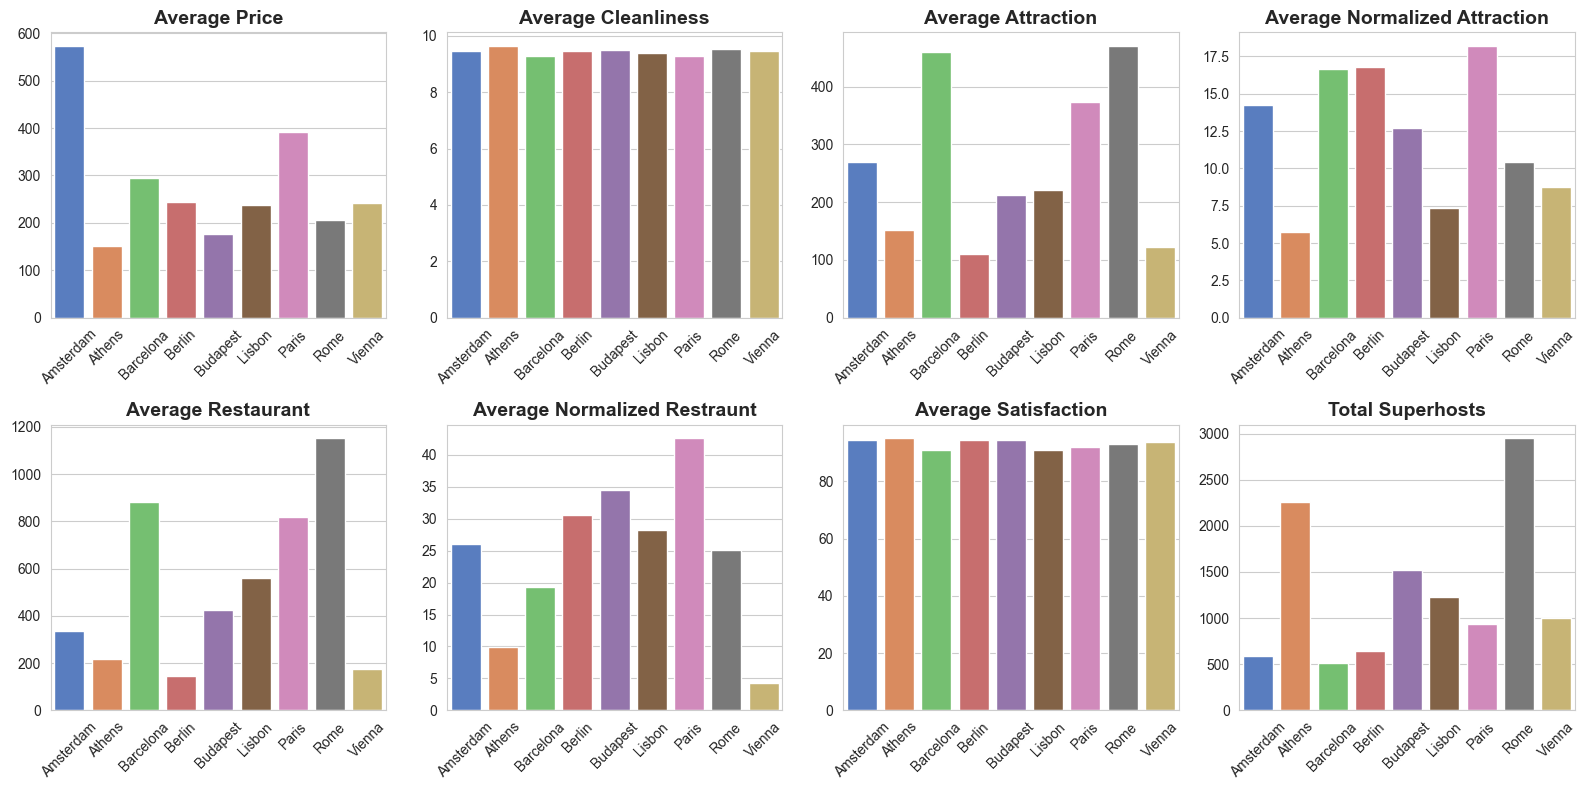 Average Price
600
500
400
300
200
100
0
Amsterdam
Athens
Barcelona
Berlin
Budapest
Lisbon
Paris
Rome
Vienna
Average Cleanliness
10
8
6
4
2
0
Amsterdam
Athens
Barcelona
Berlin
Budapest
Lisbon
Paris
Rome
Vienna
Average Attraction
400
300
200
100
0
Amsterdam
Athens
Barcelona
Berlin
Budapest
Lisbon
Paris
Rome
Vienna
Average Normalized Attraction
17.5
15.0
12.5
10.0
7.5
5.0
2.5
0.0
Amsterdam
Athens
Barcelona
Berlin
Budapest
Lisbon
Paris
Rome
Vienna
Average Restaurant
1200
1000
800
600
400
200
0
Amsterdam
Athens
Barcelona
Berlin
Budapest
Lisbon
Paris
Rome
Vienna
Average Normalized Restraunt
40
35
30
25
20
15
10
5
0
Amsterdam
Athens
Barcelona
Berlin
Budapest
Lisbon
Paris
Rome
Vienna
Average Satisfaction
80
60
40
20
0
Amsterdam
Athens
Barcelona
Berlin
Budapest
Lisbon
Paris
Rome
Vienna
Total Superhosts
3000
2500
2000
1500
1000
500
0
Amsterdam
Athens
Barcelona
Berlin
Budapest
Lisbon
Paris
Rome
Vienna